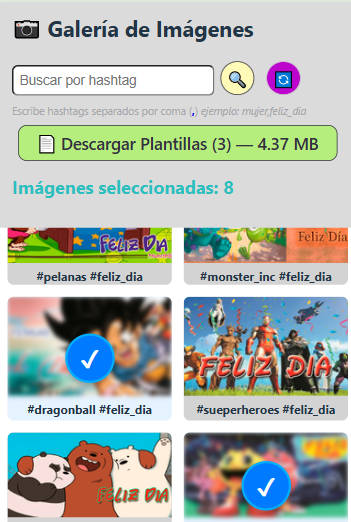 Galería de Imágenes
Buscar por hashtag
Escribe hashtags separados por coma (,) ejemplo: mujer,feliz_dia
Descargar Plantillas (3) — 4.37 MB
Imágenes seleccionadas: 8
FELIZ DIA
Feliz Día
#pelanas #feliz_dia
#monster_inc #feliz_dia
FELIZ DIA
#dragonball #feliz_dia
#sueperheroes #feliz_dia
FELIZ DIA